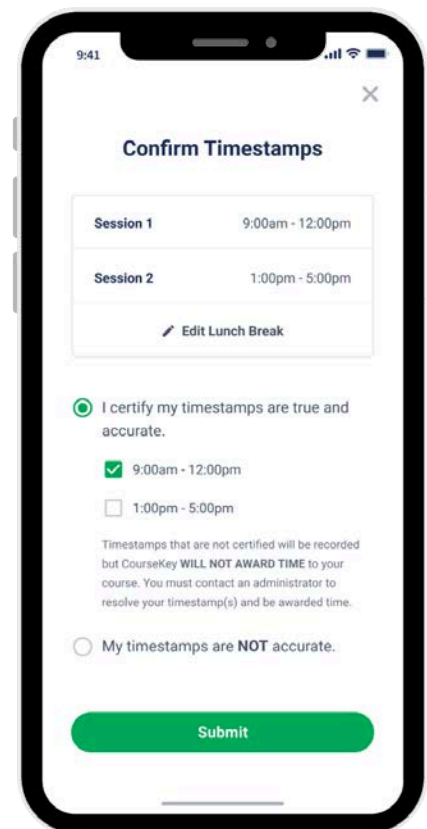 9:41
Confirm Timestamps
Session 1 9:00am - 12:00pm
Session 2 1:00pm - 5:00pm
Edit Lunch Break
I certify my timestamps are true and
accurate.
9:00am - 12:00pm
1:00pm - 5:00pm
Timestamps that are not certified will be recorded
but CourseKey WILL NOT AWARD TIME to your
course. You must contact an administrator to
resolve your timestamp(s) and be awarded time.
My timestamps are NOT accurate.
Submit